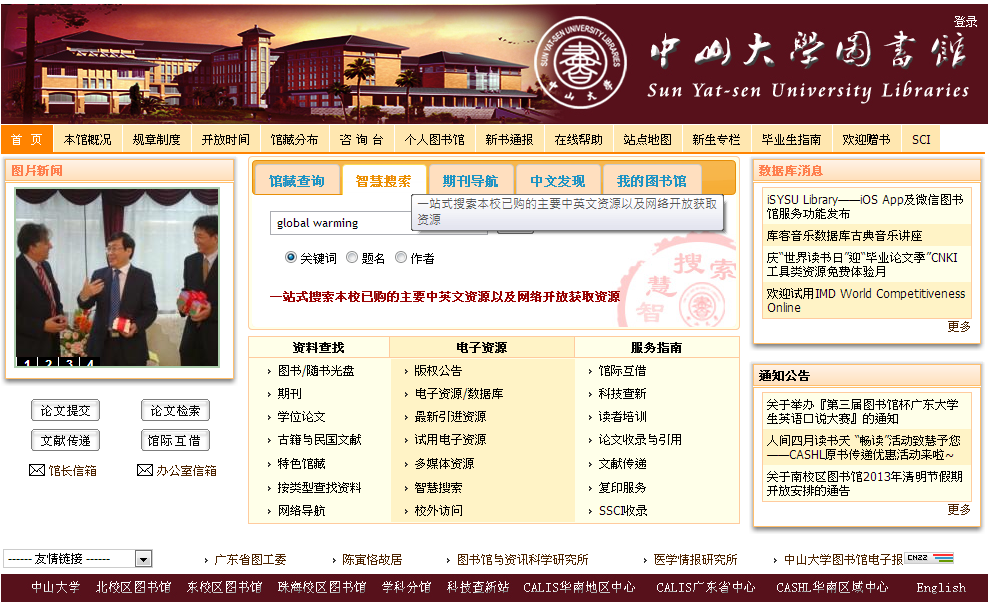 登录
SUN YAT-SEN UNIVERSITY LIBRARIES
中山大学
中山大学图書馆
Sun Yat-sen University Libraries
首 页 本馆概况 规章制度 开放时间 馆藏分布 咨 询 台 个人图书馆 新书通报 在线帮助 站点地图 新生专栏 毕业生指南 欢迎赠书 SCI
图片新闻
1 2 3 4
论文提交 论文检索
文献传递 馆际互借
馆长信箱 办公室信箱
馆藏查询 智慧搜索 期刊导航 中文发现 我的图书馆
一站式搜索本校已购的主要中英文资源以及网络开放获取
资源
global warming
关键词 题名 作者
一站式搜索本校已购的主要中英文资源以及网络开放获取资源
智慧搜索
资料查找
› 图书/随书光盘
› 期刊
› 学位论文
› 古籍与民国文献
› 特色馆藏
› 按类型查找资料
› 网络导航
电子资源
› 版权公告
› 电子资源/数据库
› 最新引进资源
› 试用电子资源
› 多媒体资源
› 智慧搜索
› 校外访问
服务指南
› 馆际互借
› 科技查新
› 读者培训
› 论文收录与引用
› 文献传递
› 复印服务
› SSCI收录
数据库消息
iSYSU Library——iOS App及微信图书
馆服务功能发布
库客音乐数据库古典音乐讲座
庆“世界读书日”迎“毕业论文季”CNKI
工具类资源免费体验月
欢迎试用IMD World Competitiveness
Online
更多
通知公告
关于举办『第三届图书馆杯广东大学
生英语口说大赛』的通知
人间四月读书天 “畅读”活动致慧予您
——CASHL原书传递优惠活动来啦~
关于南校区图书馆2013年清明节假期
开放安排的通告
更多
------ 友情链接 ------ › 广东省图工委 › 陈寅恪故居 › 图书馆与资讯科学研究所 › 医学情报研究所 › 中山大学图书馆电子报 CNZZ
中山大学 北校区图书馆 东校区图书馆 珠海校区图书馆 学科分馆 科技查新站 CALIS华南地区中心 CALIS广东省中心 CASHL华南区域中心 English